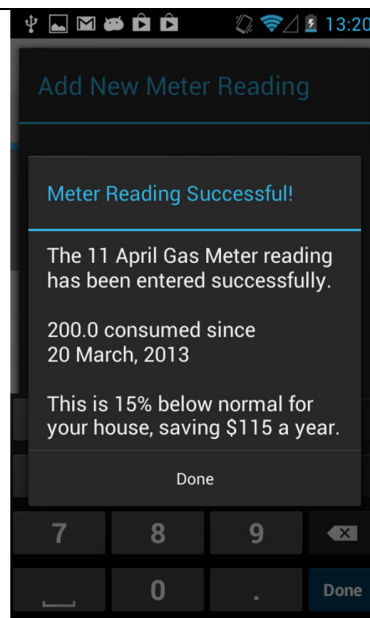 13:20
Add New Meter Reading
Meter Reading Successful!
The 11 April Gas Meter reading
has been entered successfully.
200.0 consumed since
20 March, 2013
This is 15% below normal for
your house, saving $115 a year.
Done
7 8 9
0 . Done